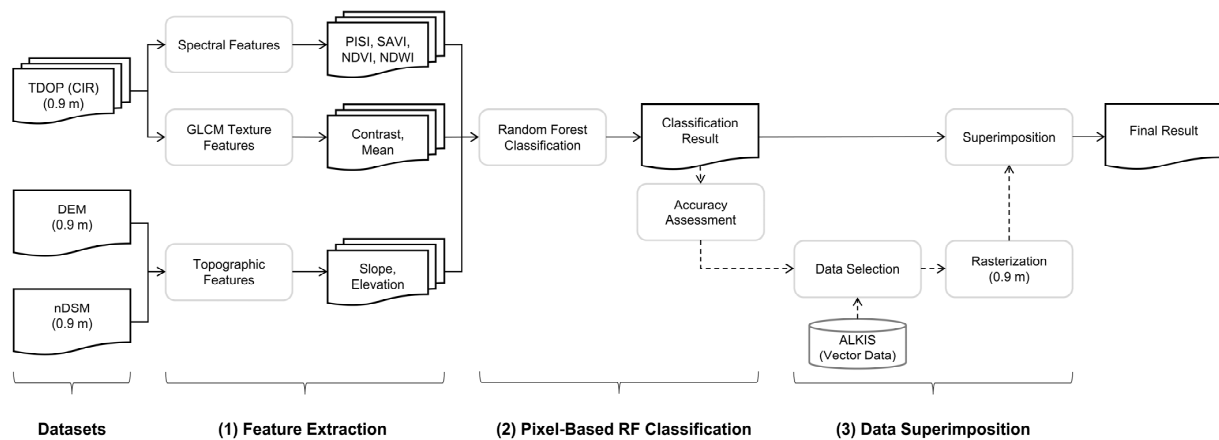 Spectral Features
PISI, SAVI,
NDVI, NDWI
TDOP (CIR)
(0.9 m)
GLCM Texture
Features
Contrast,
Mean
Random Forest
Classification
Classification
Result
Superimposition
Final Result
Accuracy
Assessment
DEM
(0.9 m)
Topographic
Features
Slope,
Elevation
Data Selection
Rasterization
(0.9 m)
nDSM
(0.9 m)
ALKIS
(Vector Data)
Datasets
(1) Feature Extraction
(2) Pixel-Based RF Classification
(3) Data Superimposition